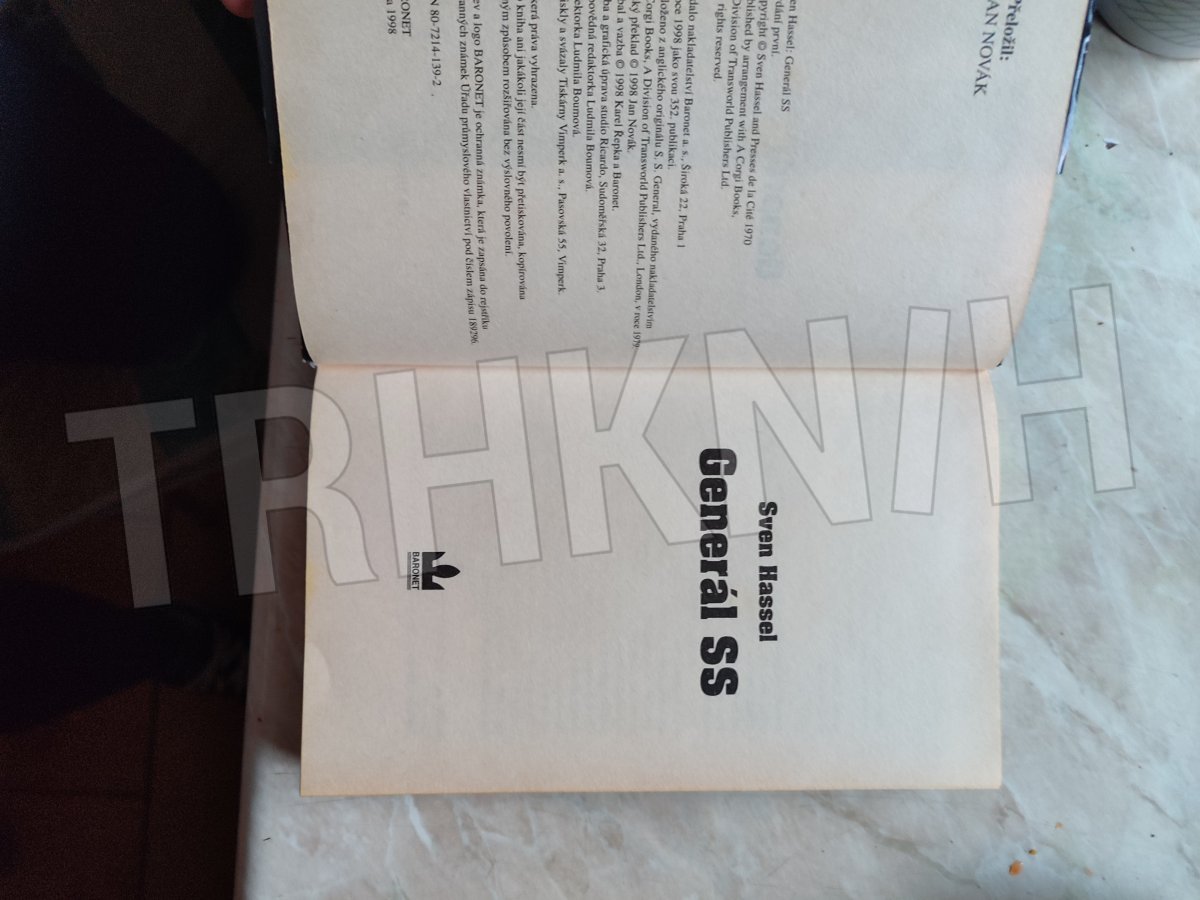 Přeložil:
AN NOVÁK
en Hassel: Generál SS
dání první.
opyright © Sven Hassel and Presses de la Cité 1970
blished by arrangement with A Corgi Books,
Division of Transworld Publishers Ltd.
rights reserved.
dalo nakladatelství Baronet a. s., Široká 22, Praha 1
oce 1998 jako svou 352. publikaci.
loženo z anglického originálu S. S. General, vydaného nakladatelstvím
Corgi Books, A Division of Transworld Publishers Ltd., London, v roce 1979.
ký překlad © 1998 Jan Novák.
bal a vazba © 1998 Karel Řepka a Baronet.
ba a grafická úprava studio Ricardo, Sudoměřská 32, Praha 3.
povědná redaktorka Ludmila Boumová.
ektorka Ludmila Boumová.
iskly a svázaly Tiskárny Vimperk a. s., Pasovská 55, Vimperk.
kerá práva vyhrazena.
o kniha ani jakákoli její část nesmí být přetiskována, kopírována
ným způsobem rozšiřována bez výslovného povolení.
ev a logo BARONET je ochranná známka, která je zapsána do rejstříku
anných známek Úřadu průmyslového vlastnictví pod číslem zápisu 189296.
N 80-7214-139-2
RONET
a 1998
Sven Hassel
Generál SS
BARONET
TRHKNIH